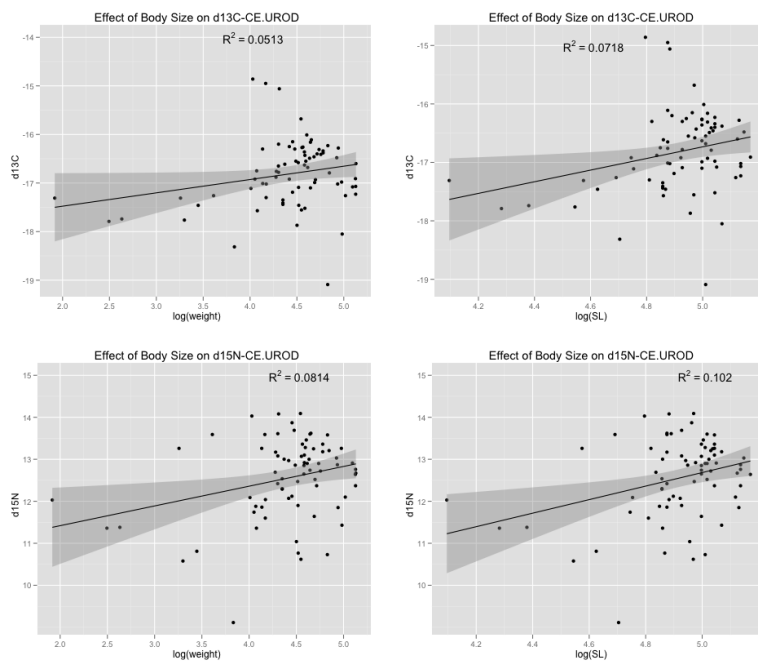 Effect of Body Size on d13C-CE.UROD
R² = 0.0513
-14
-15
-16
-17
-18
-19
d13C
2.0 2.5 3.0 3.5 4.0 4.5 5.0
log(weight)
Effect of Body Size on d13C-CE.UROD
R² = 0.0718
-15
-16
-17
-18
-19
d13C
4.2 4.4 4.6 4.8 5.0
log(SL)
Effect of Body Size on d15N-CE.UROD
R² = 0.0814
15
14
13
12
11
10
d15N
2.0 2.5 3.0 3.5 4.0 4.5 5.0
log(weight)
Effect of Body Size on d15N-CE.UROD
R² = 0.102
15
14
13
12
11
10
d15N
4.2 4.4 4.6 4.8 5.0
log(SL)